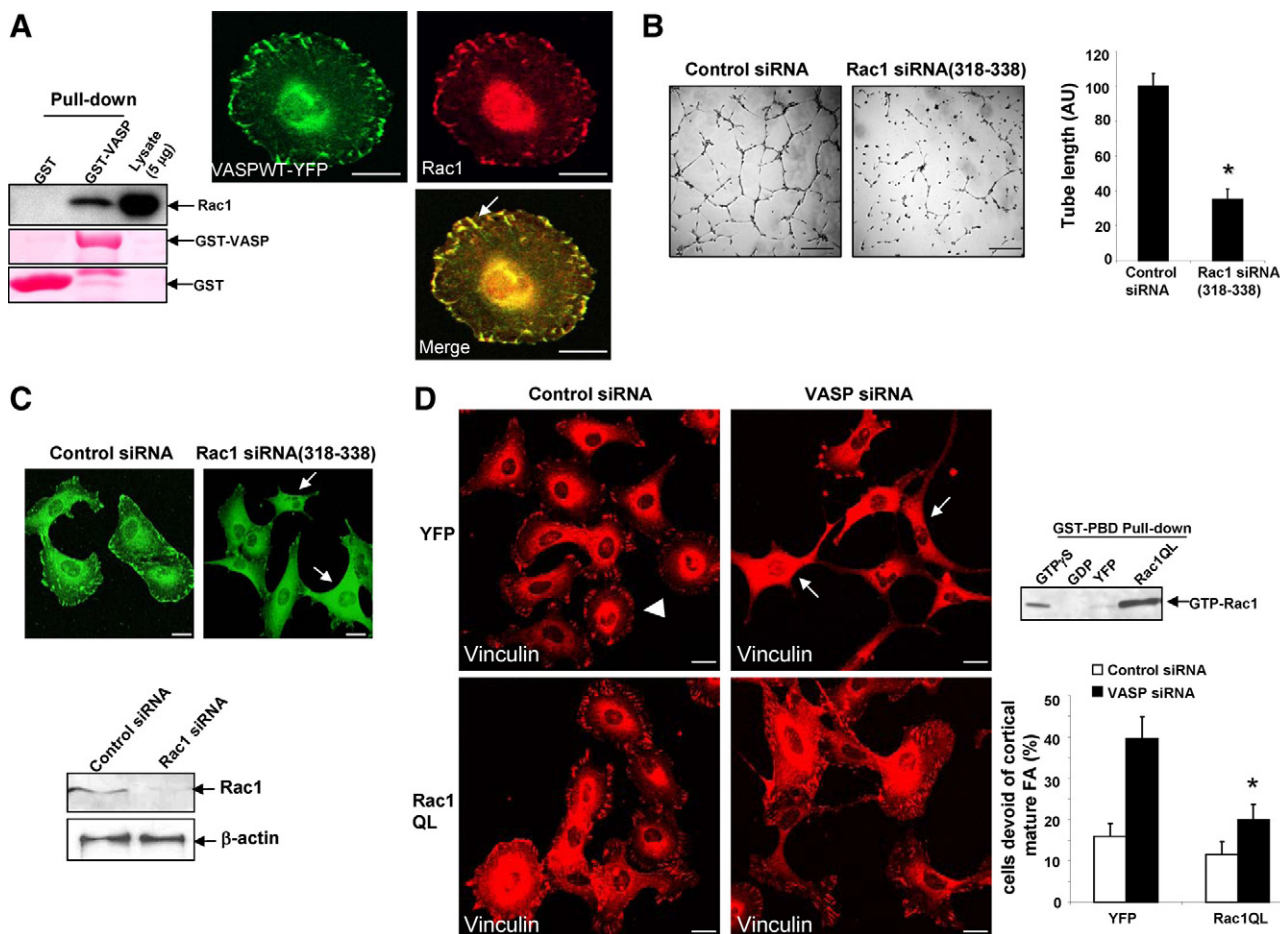 A
Pull-down
GST
GST-VASP
Lysate
(5 µg)
Rac1
GST-VASP
GST
VASPWT-YFP
Rac1
Merge
B
Control siRNA
Rac1 siRNA(318-338)
Tube length (AU)
120
100
80
60
40
20
0
*
Control
siRNA
Rac1 siRNA
(318-338)
C
Control siRNA
Rac1 siRNA(318-338)
Control siRNA
Rac1 siRNA
Rac1
β-actin
D
Control siRNA
VASP siRNA
YFP
Vinculin
Vinculin
Rac1
QL
Vinculin
Vinculin
GST-PBD Pull-down
GTPγS
GDP
YFP
Rac1QL
GTP-Rac1
Control siRNA
VASP siRNA
cells devoid of cortical
mature FA (%)
50
40
30
20
10
0
*
YFP
Rac1QL